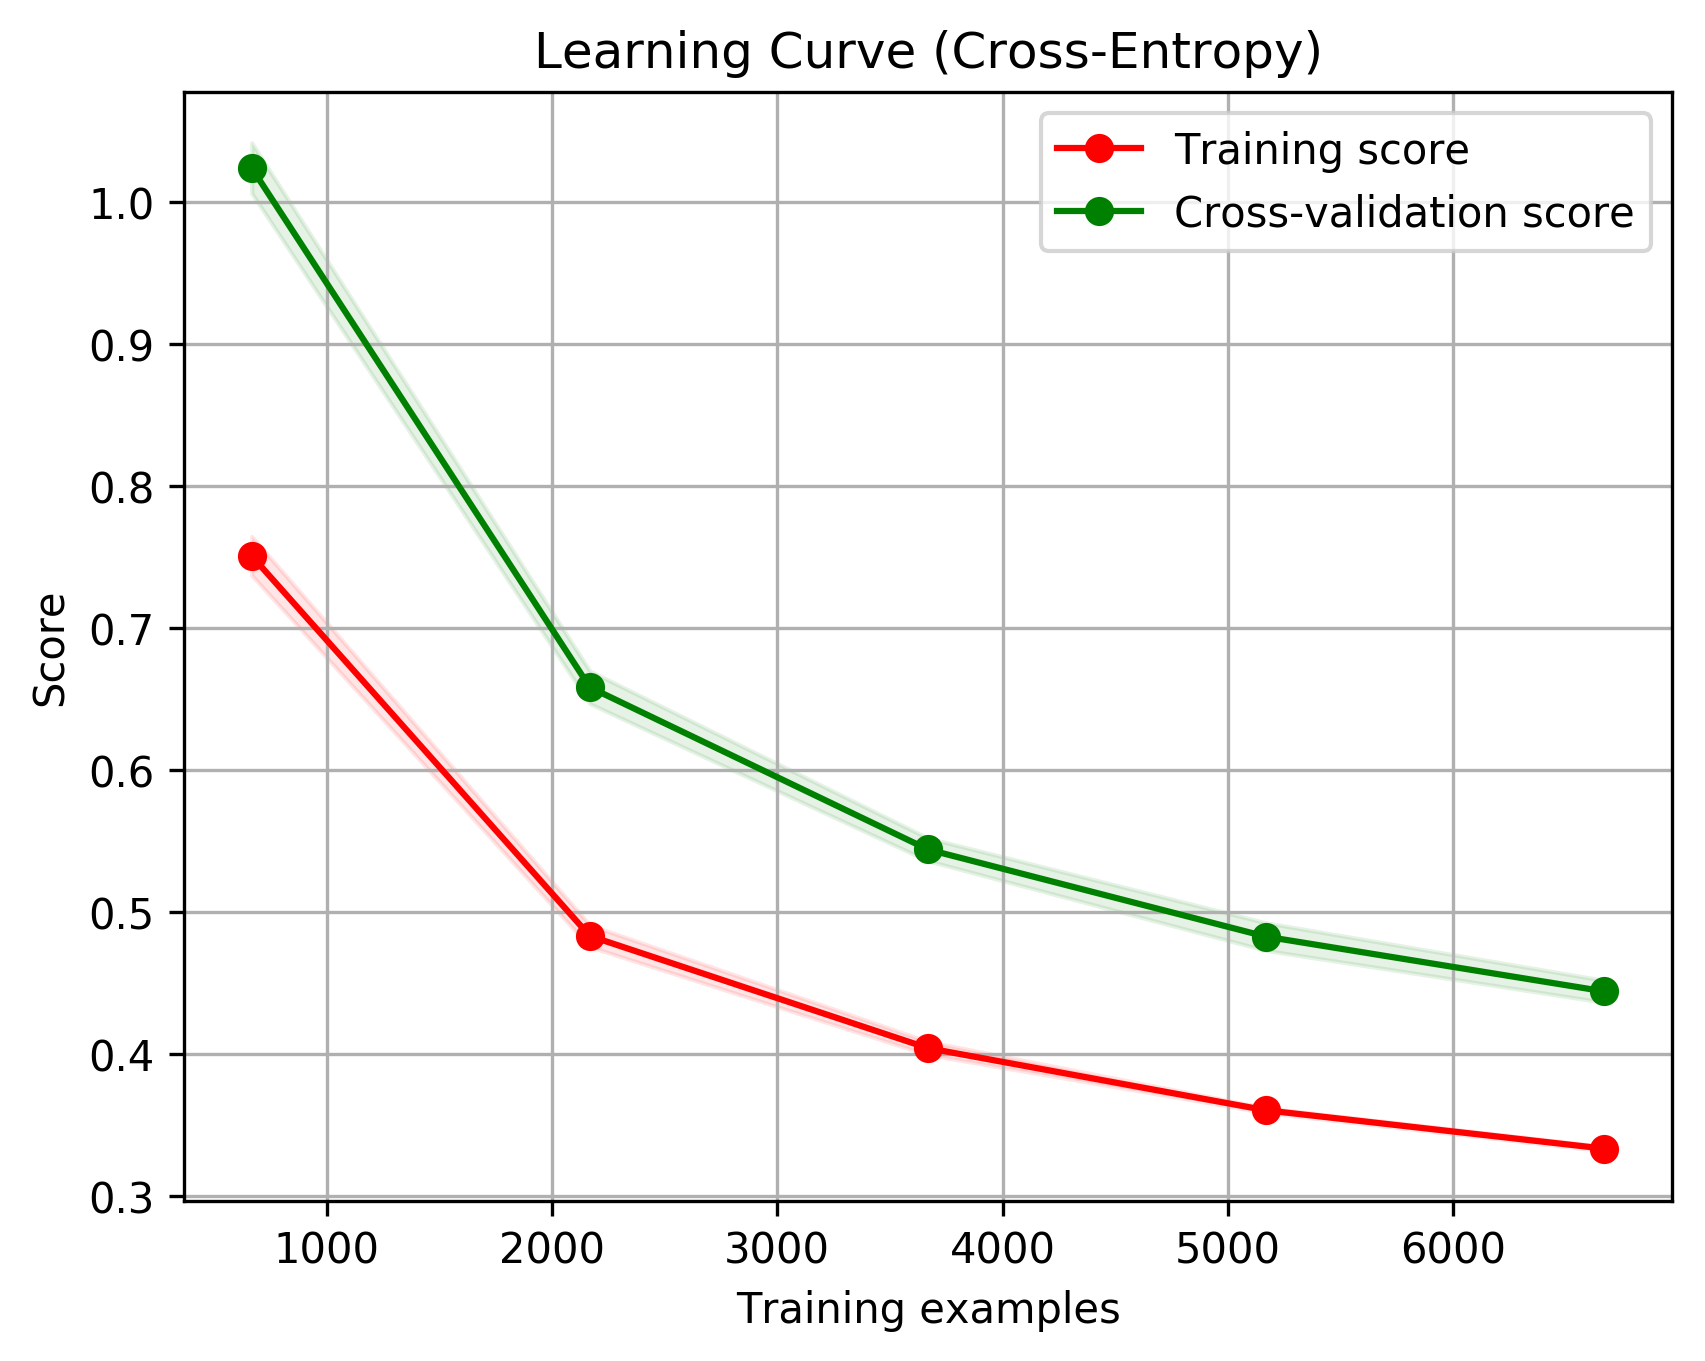 Learning Curve (Cross-Entropy)
Training score
Cross-validation score
1.0
0.9
0.8
0.7
0.6
0.5
0.4
0.3
Score
1000 2000 3000 4000 5000 6000
Training examples